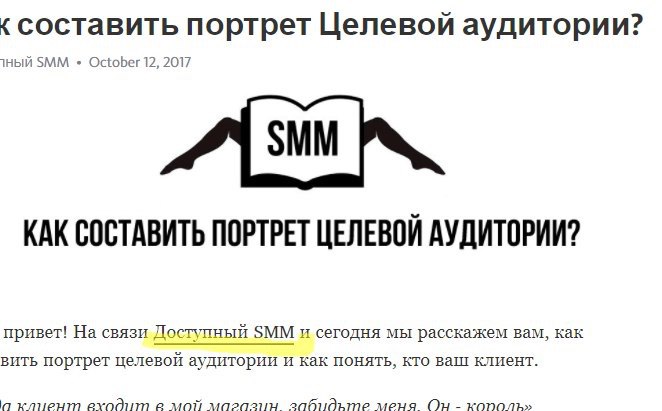 к составить портрет Целевой аудитории?
пный SMM • October 12, 2017
SMM
КАК СОСТАВИТЬ ПОРТРЕТ ЦЕЛЕВОЙ АУДИТОРИИ?
привет! На связи Доступный SMM и сегодня мы расскажем вам, как
вить портрет целевой аудитории и как понять, кто ваш клиент.
да клиент входит в мой магазин, забудьте меня. Он - король»